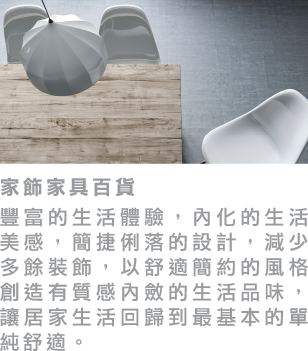 家飾家具百貨
豐富的生活體驗，內化的生活
美感，簡捷俐落的設計，減少
多餘裝飾，以舒適簡約的風格
創造有質感內斂的生活品味，
讓居家生活回歸到最基本的單
純舒適。